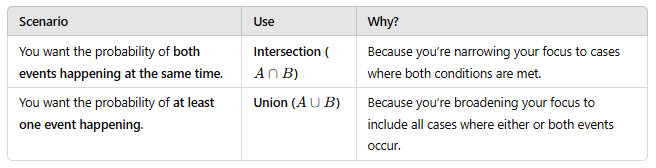 Scenario Use Why?
You want the probability of both Intersection ( Because you’re narrowing your focus to cases
events happening at the same time. A ∩ B) where both conditions are met.
You want the probability of at least Union (A ∪ B) Because you’re broadening your focus to
one event happening. include all cases where either or both events
occur.